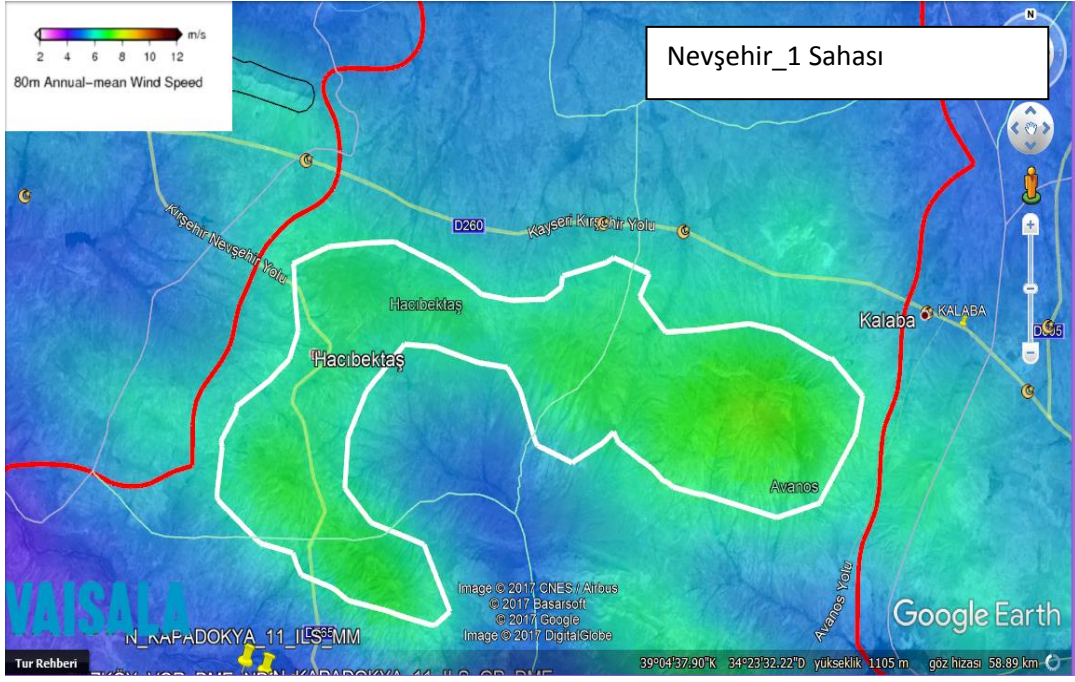 m/s
2 4 6 8 10 12
80m Annual-mean Wind Speed
Nevşehir_1 Sahası
N
D260
Kayseri Kırşehir Yolu
Kırşehir Nevşehir Yolu
Hacıbektaş
Kalaba
KALABA
Hacıbektaş
Avanos
Avanos Yolu
VAISALA
Image © 2017 CNES / Airbus
© 2017 Basarsoft
© 2017 Google
Image © 2017 DigitalGlobe
Google Earth
N_KAPADOKYA_11_ILS_MM
Tur Rehberi
39°04'37.90"K 34°23'32.22"D yükseklik 1105 m göz hizası 58.89 km